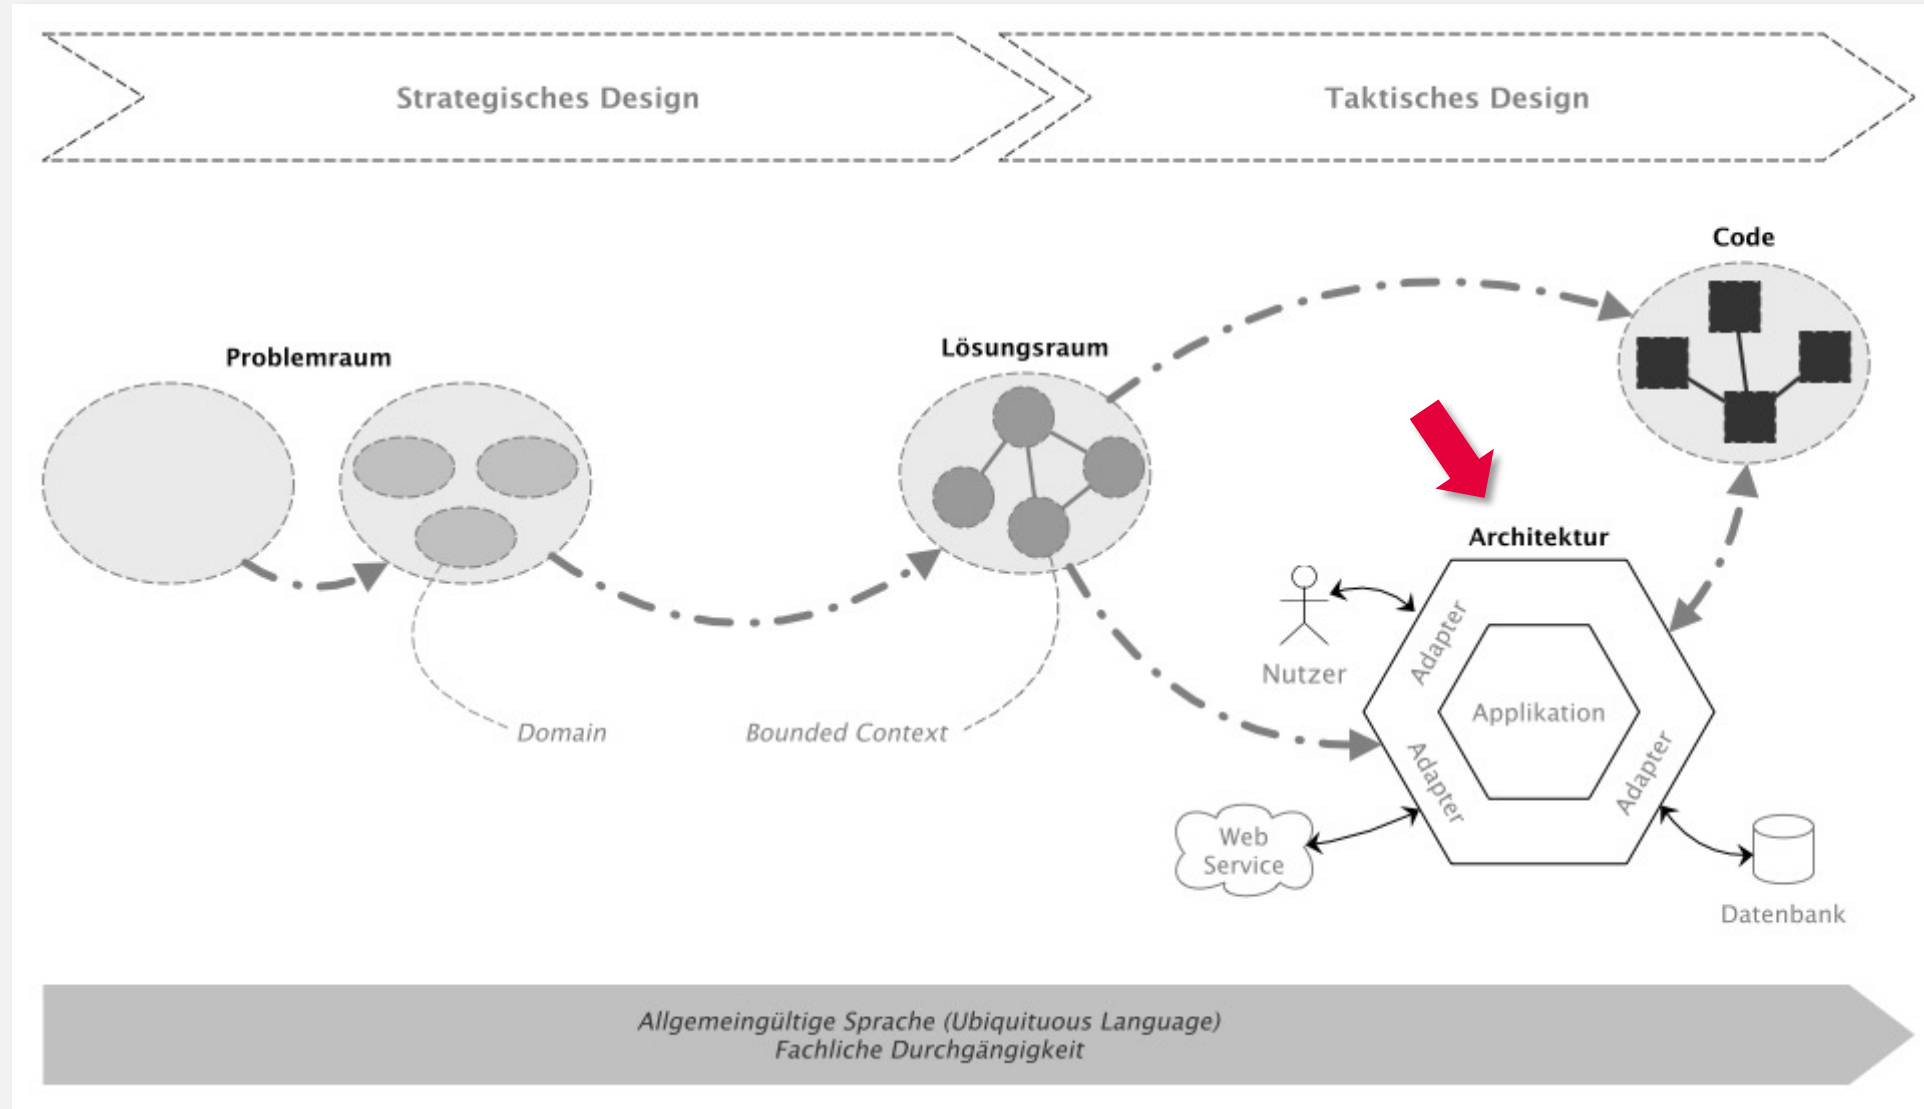 Strategisches Design
Taktisches Design
Code
Problemraum
Lösungsraum
Architektur
Adapter
Nutzer
Applikation
Domain
Bounded Context
Adapter
Adapter
Web
Service
Datenbank
Allgemeingültige Sprache (Ubiquituous Language)
Fachliche Durchgängigkeit